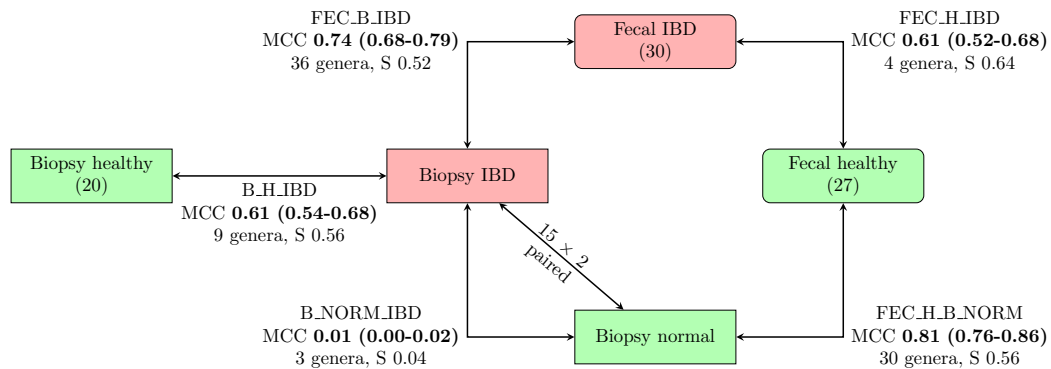 FEC_B_IBD
MCC 0.74 (0.68-0.79)
36 genera, S 0.52
Fecal IBD
(30)
FEC_H_IBD
MCC 0.61 (0.52-0.68)
4 genera, S 0.64
Biopsy healthy
(20)
B_H_IBD
MCC 0.61 (0.54-0.68)
9 genera, S 0.56
Biopsy IBD
Fecal healthy
(27)
15 × 2
paired
B_NORM_IBD
MCC 0.01 (0.00-0.02)
3 genera, S 0.04
Biopsy normal
FEC_H_B_NORM
MCC 0.81 (0.76-0.86)
30 genera, S 0.56